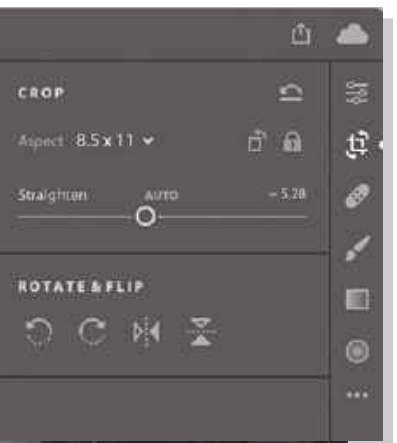 CROP
Aspect 8.5 x 11
Straighten AUTO - 5.28
ROTATE & FLIP